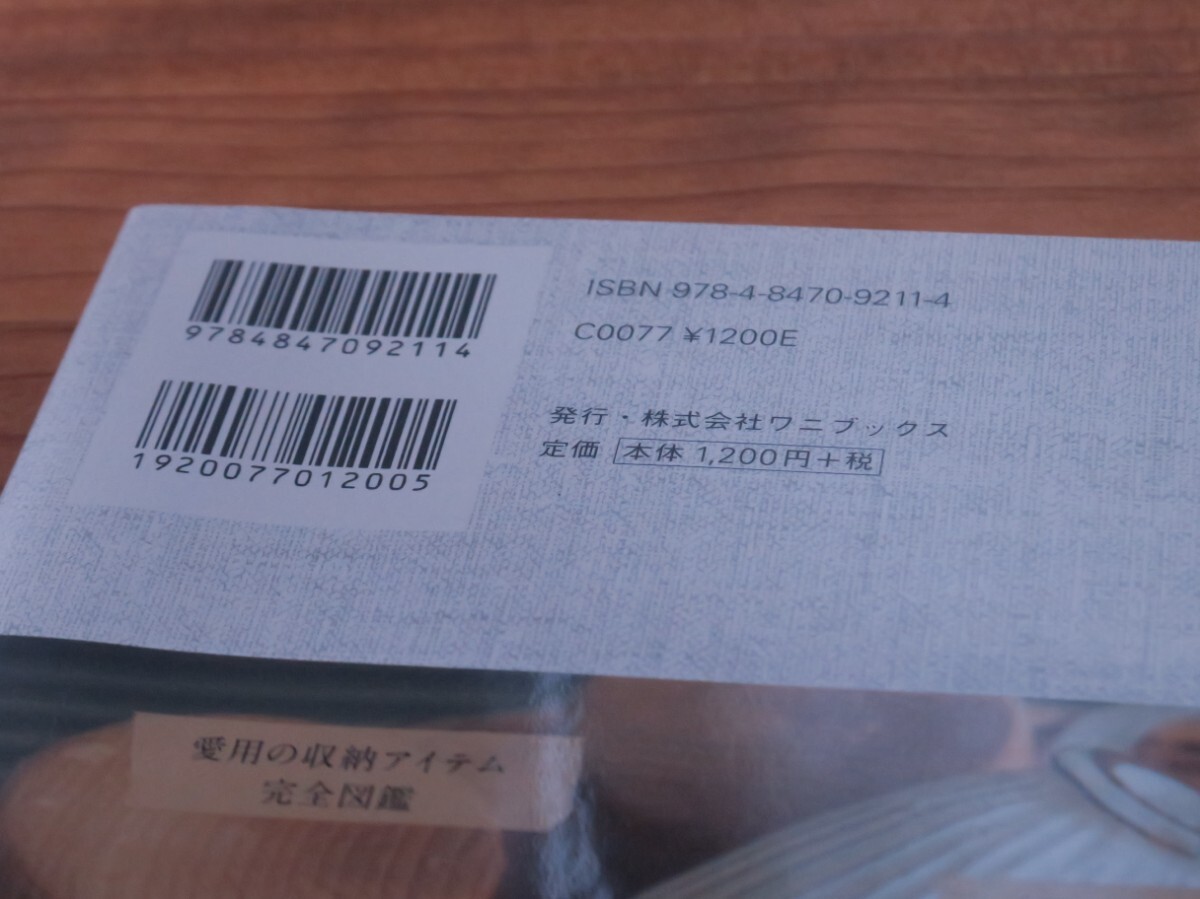 9784847092114
1920077012005
ISBN 978-4-8470-9211-4
C0077 ¥1200E
発行・株式会社ワニブックス
定価 本体 1,200円+税
愛用の収納アイテム
完全図鑑